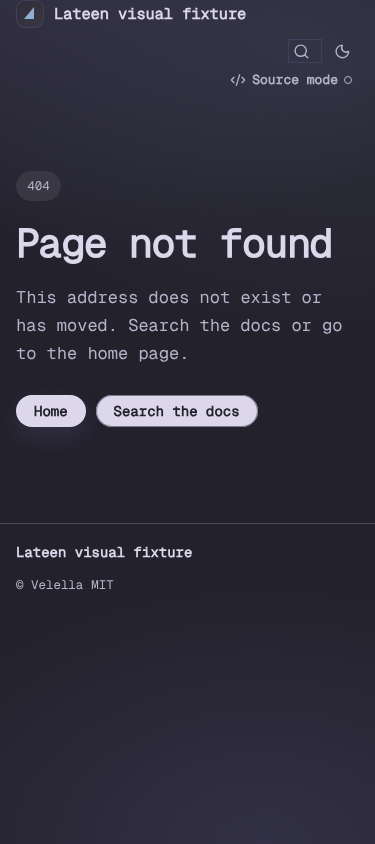 Lateen visual fixture
</> Source mode
404
Page not found
This address does not exist or
has moved. Search the docs or go
to the home page.
Home
Search the docs
Lateen visual fixture
© Velella MIT